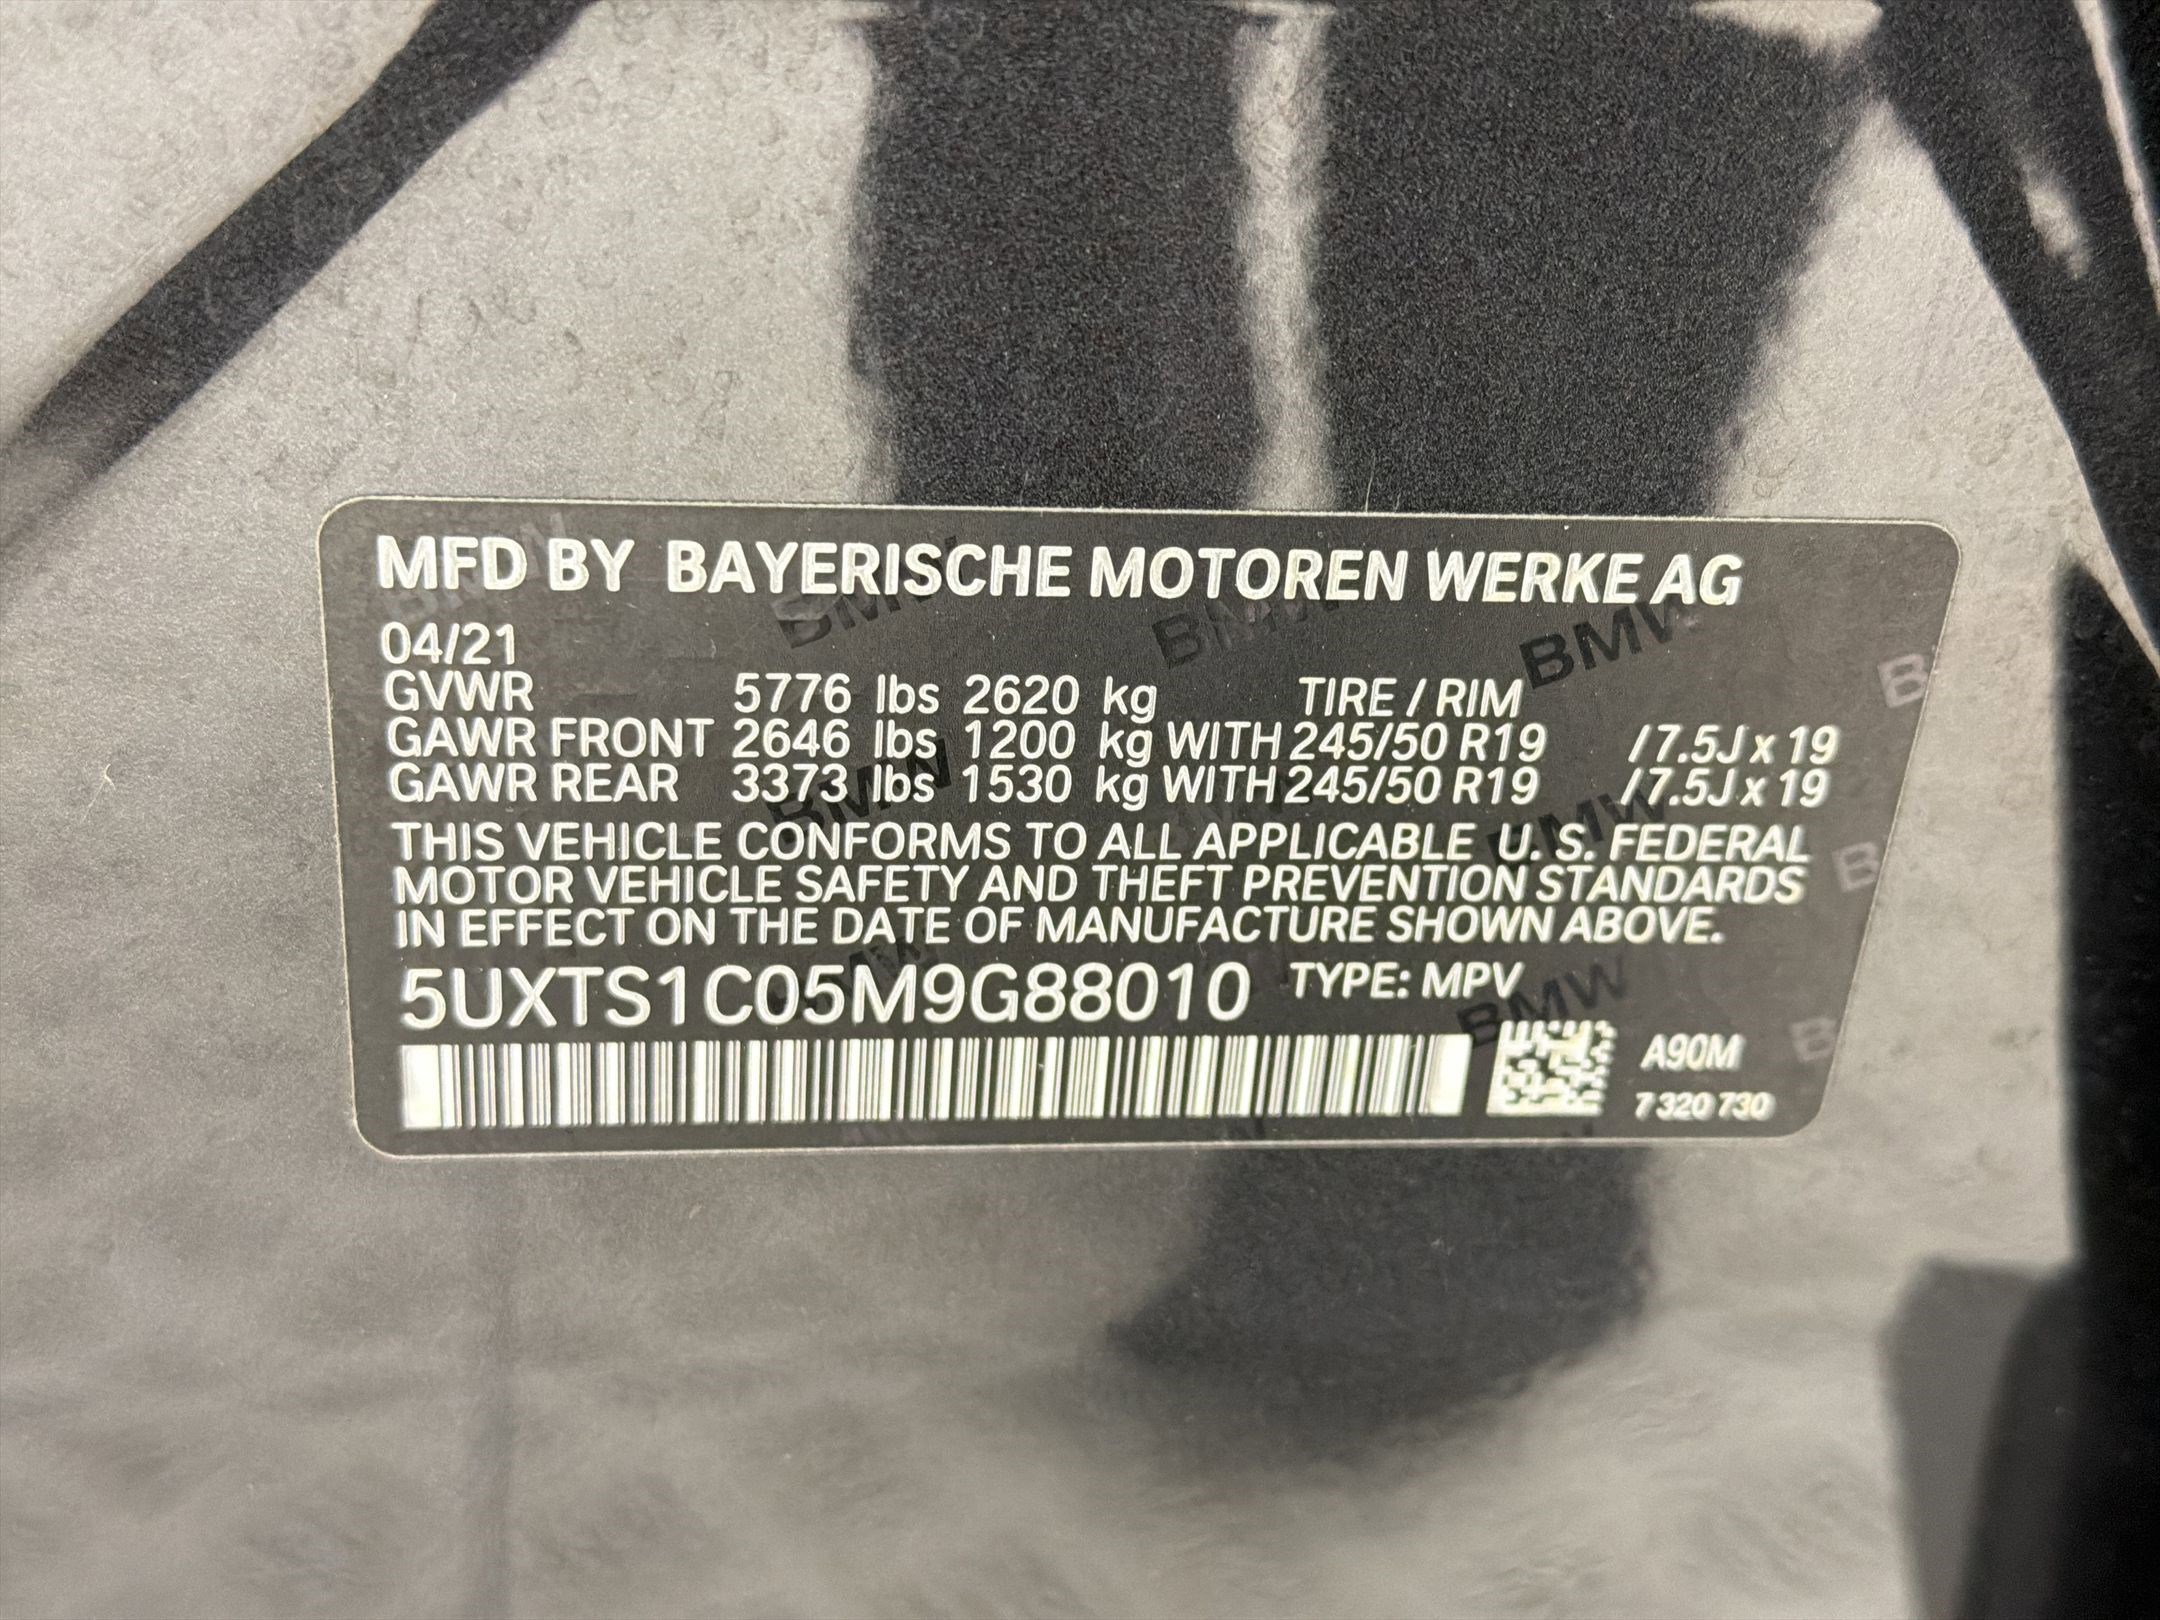 MFD BY BAYERISCHE MOTOREN WERKE AG
04/21
GVWR 5776 lbs 2620 kg TIRE / RIM
GAWR FRONT 2646 lbs 1200 kg WITH 245/50 R19 / 7.5J x 19
GAWR REAR 3373 lbs 1530 kg WITH 245/50 R19 / 7.5J x 19
THIS VEHICLE CONFORMS TO ALL APPLICABLE U. S. FEDERAL
MOTOR VEHICLE SAFETY AND THEFT PREVENTION STANDARDS
IN EFFECT ON THE DATE OF MANUFACTURE SHOWN ABOVE.
5UXTS1C05M9G88010 TYPE: MPV
A90M
7 320 730